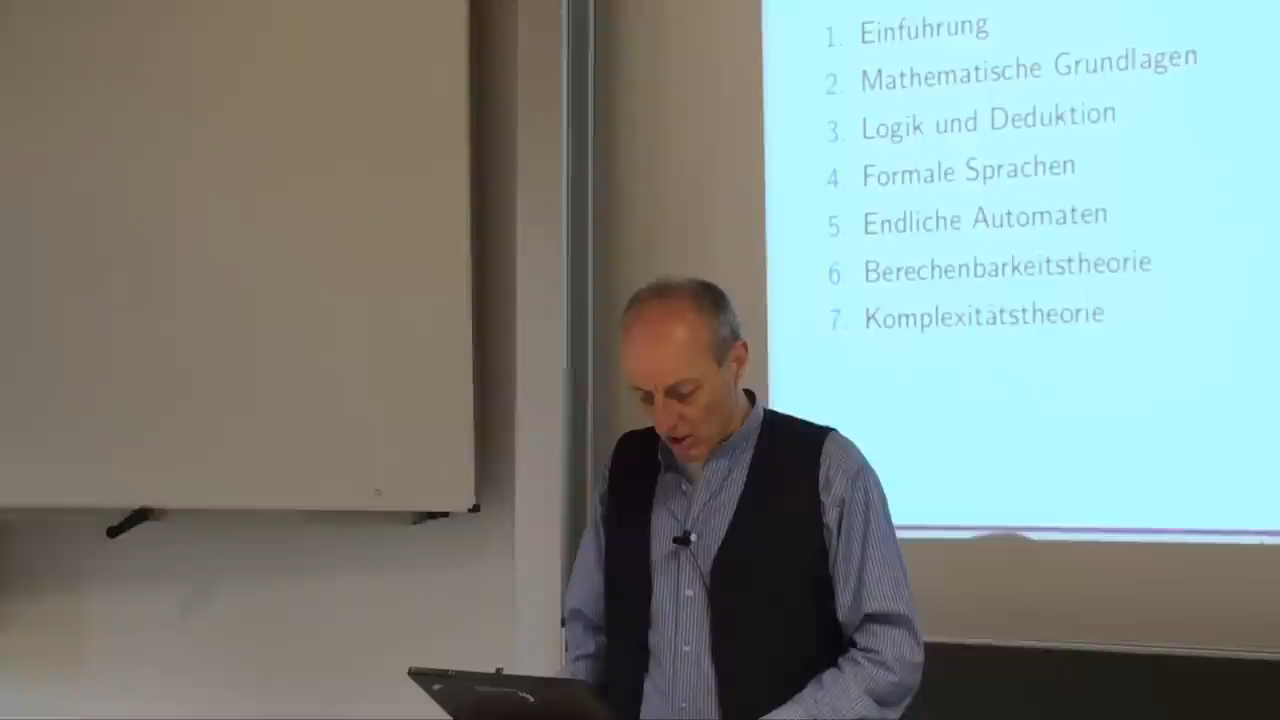 1. Einführung
2. Mathematische Grundlagen
3. Logik und Deduktion
4. Formale Sprachen
5. Endliche Automaten
6. Berechenbarkeitstheorie
7. Komplexitätstheorie